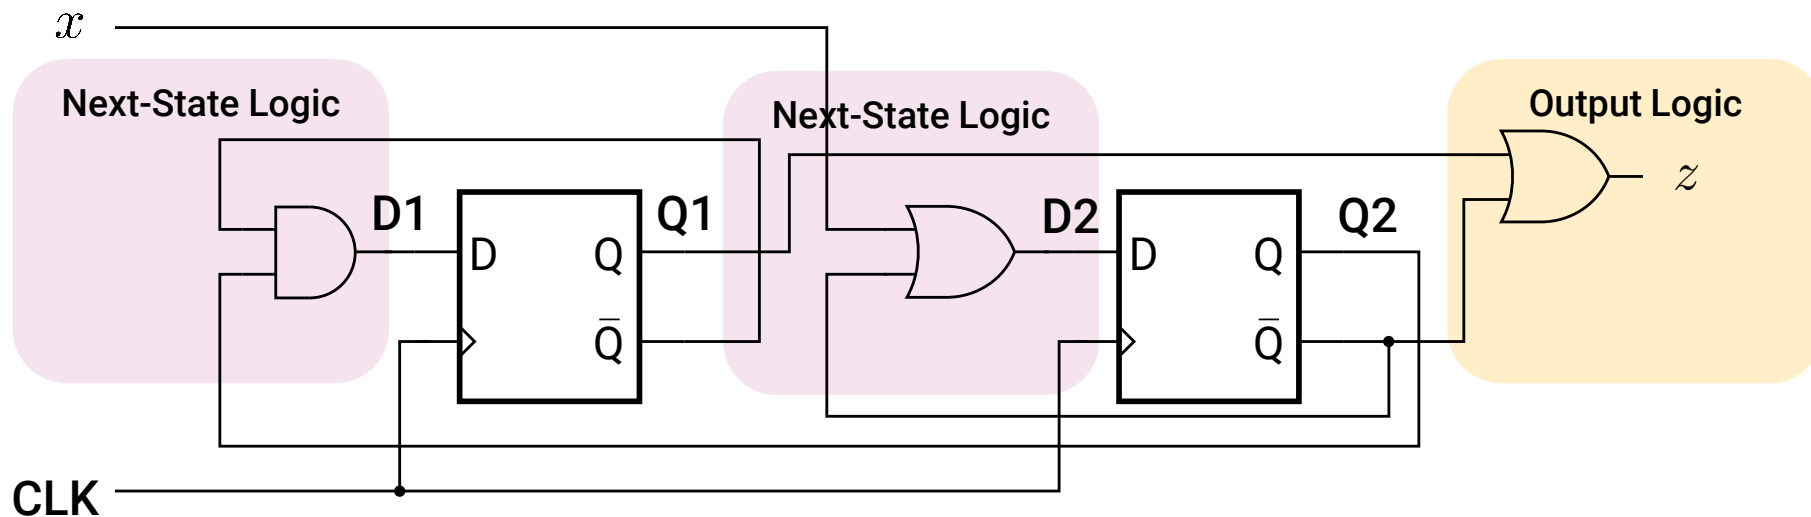 x
Next-State Logic
Next-State Logic
Output Logic
z
D1
Q1
D2
Q2
D
Q
D
Q
Q̅
Q̅
CLK